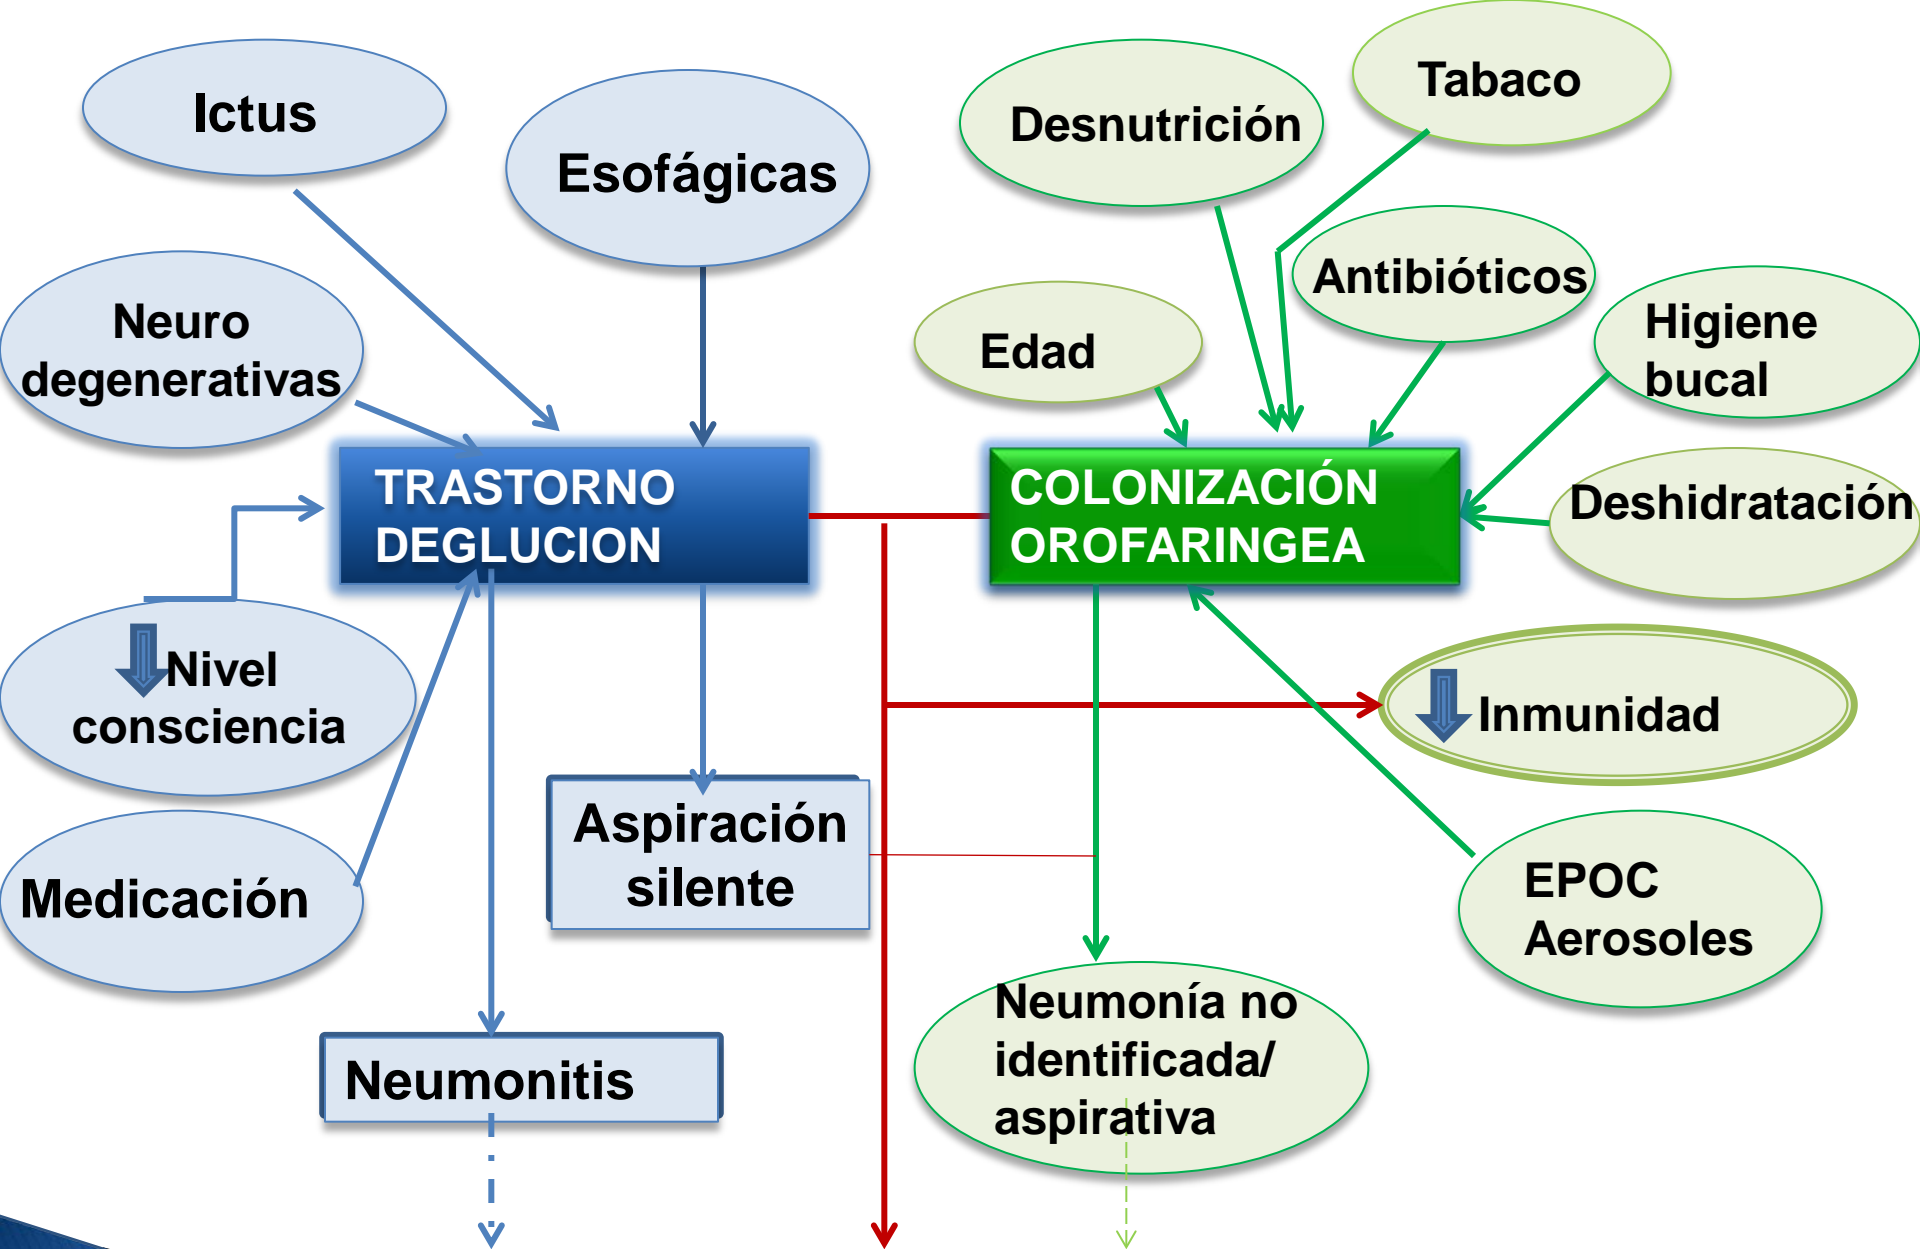 Ictus
Esofágicas
Desnutrición
Tabaco
Neuro
degenerativas
Edad
Antibióticos
Higiene
bucal
TRASTORNO
DEGLUCION
COLONIZACIÓN
OROFARINGEA
Deshidratación
Nivel
consciencia
Inmunidad
Medicación
Aspiración
silente
EPOC
Aerosoles
Neumonitis
Neumonía no
identificada/
aspirativa